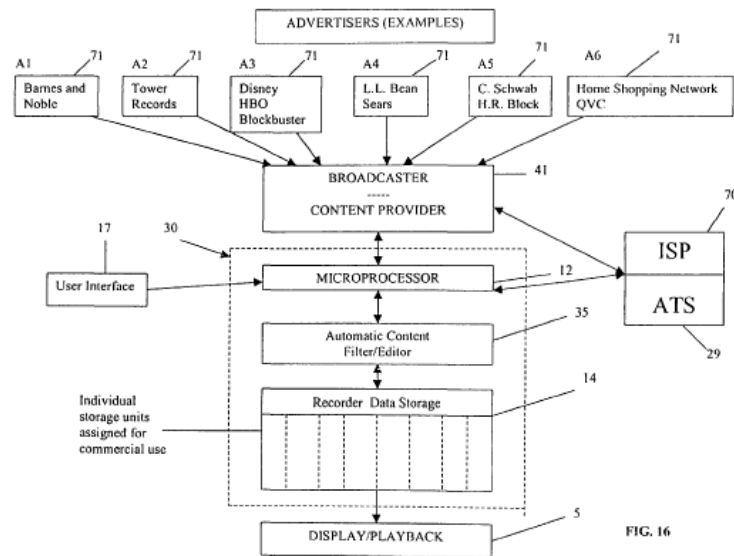 ADVERTISERS (EXAMPLES)
A1
71
A2
71
A3
71
A4
71
A5
71
A6
71
Barnes and
Noble
Tower
Records
Disney
HBO
Blockbuster
L.L. Bean
Sears
C. Schwab
H.R. Block
Home Shopping Network
QVC
BROADCASTER
-----
CONTENT PROVIDER
41
70
ISP
ATS
29
17
30
User Interface
MICROPROCESSOR
12
Automatic Content
Filter/Editor
35
Recorder Data Storage
14
Individual
storage units
assigned for
commercial use
DISPLAY/PLAYBACK
5
FIG. 16